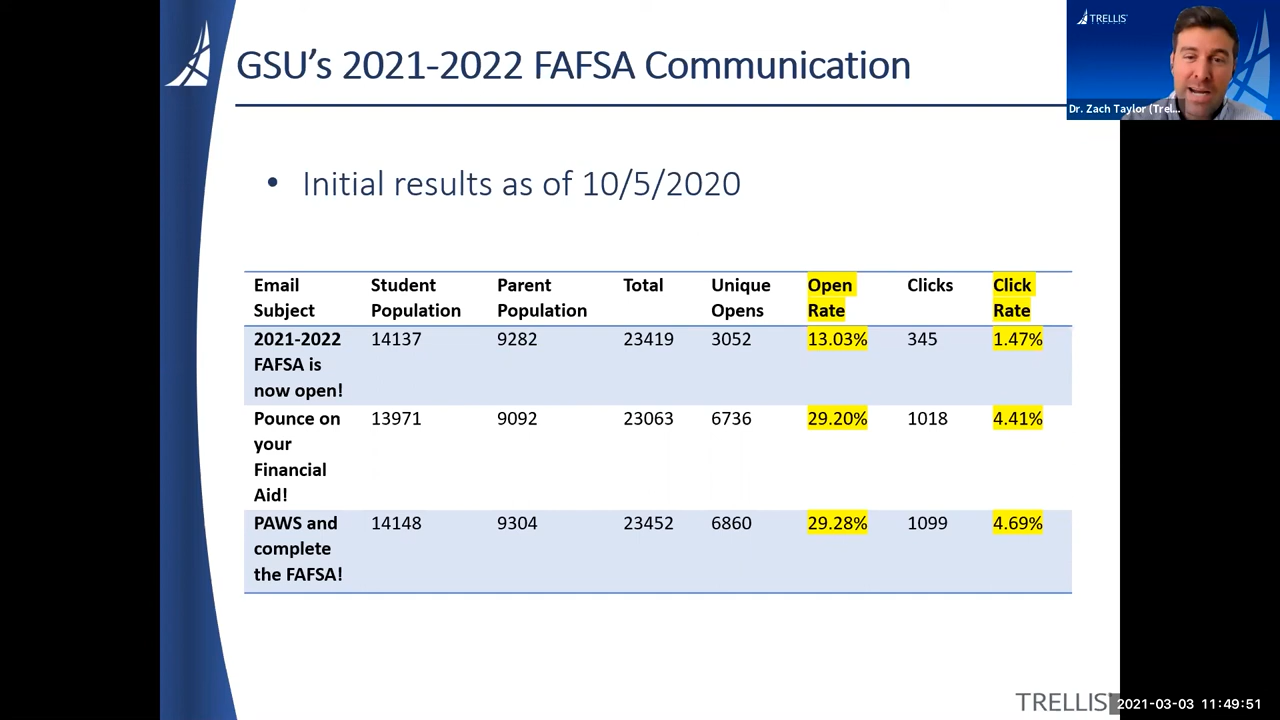 GSU's 2021-2022 FAFSA Communication
TRELLIS
Dr. Zach Taylor (Trel...
• Initial results as of 10/5/2020
Email Subject Student Population Parent Population Total Unique Opens Open Rate Clicks Click Rate
2021-2022 FAFSA is now open! 14137 9282 23419 3052 13.03% 345 1.47%
Pounce on your Financial Aid! 13971 9092 23063 6736 29.20% 1018 4.41%
PAWS and complete the FAFSA! 14148 9304 23452 6860 29.28% 1099 4.69%
TRELLIS
2021-03-03 11:49:51